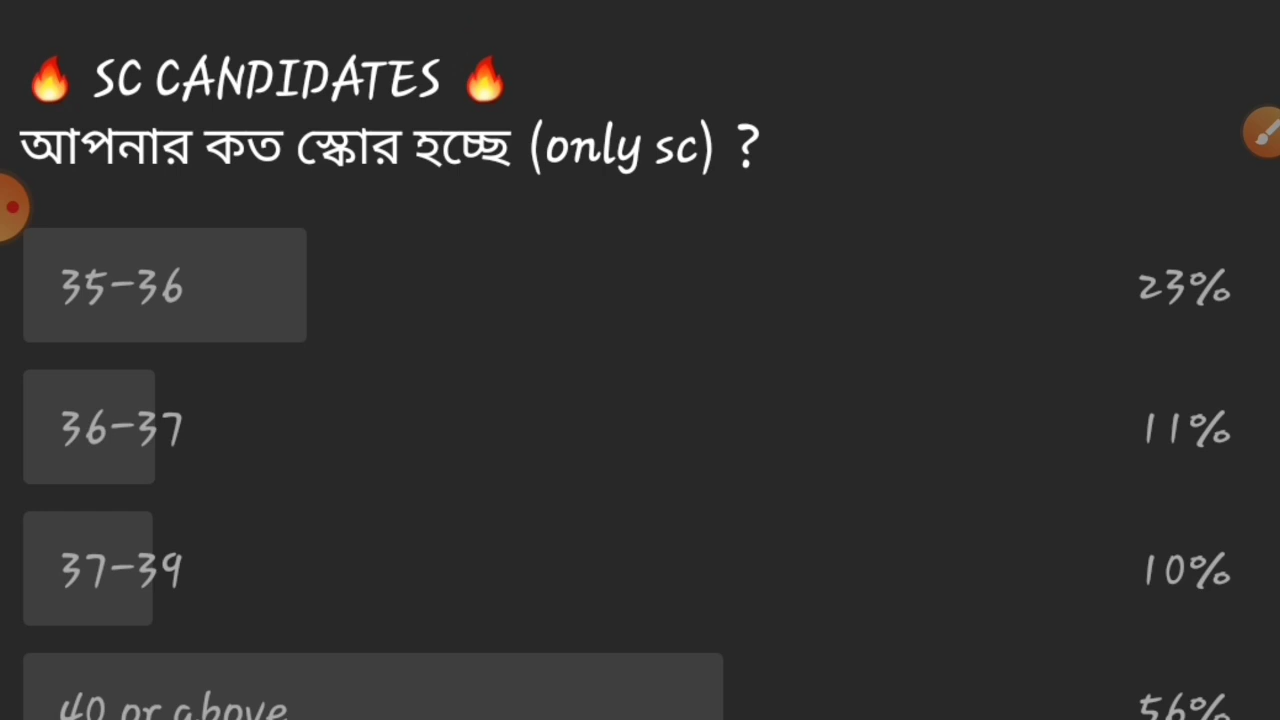 🔥 SC CANDIDATES 🔥
আপনার কত স্কোর হচ্ছে (only sc) ?
35-36 23%
36-37 11%
37-39 10%
40 or above 56%